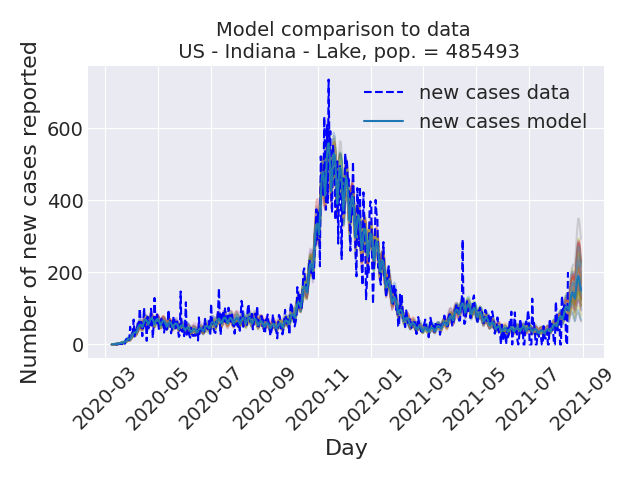 Model comparison to data
US - Indiana - Lake, pop. = 485493
Number of new cases reported
600
400
200
0
new cases data
new cases model
2020-03
2020-05
2020-07
2020-09
2020-11
2021-01
2021-03
2021-05
2021-07
2021-09
Day